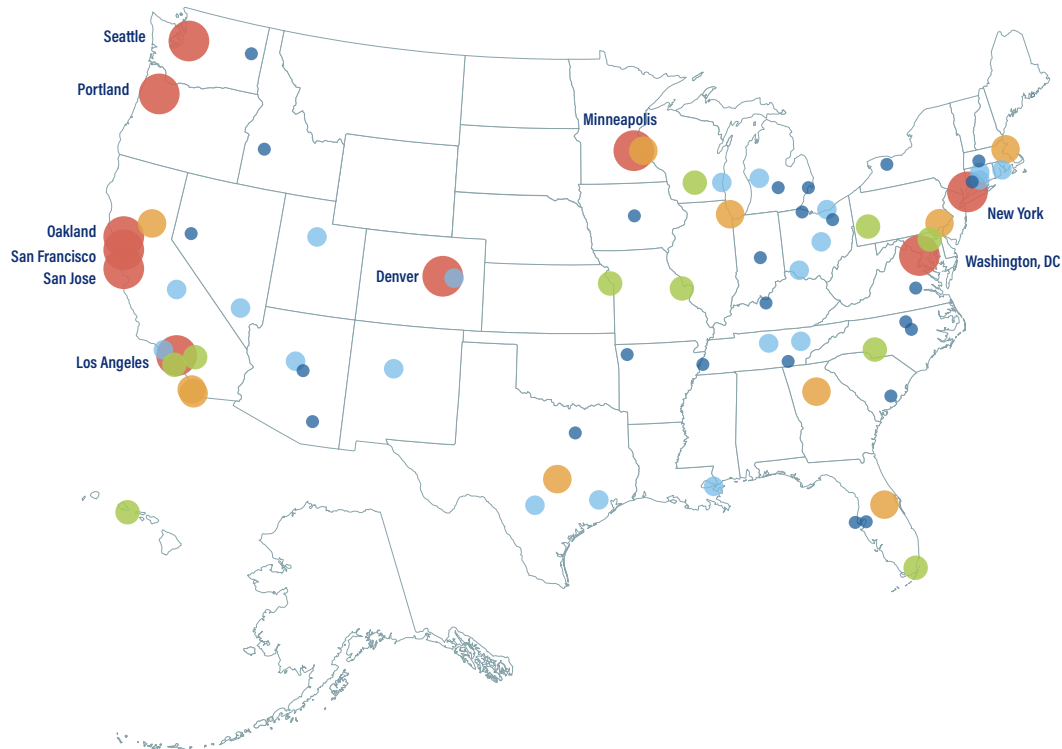 Seattle
Portland
Minneapolis
New York
Oakland
San Francisco
Washington, DC
San Jose
Denver
Los Angeles